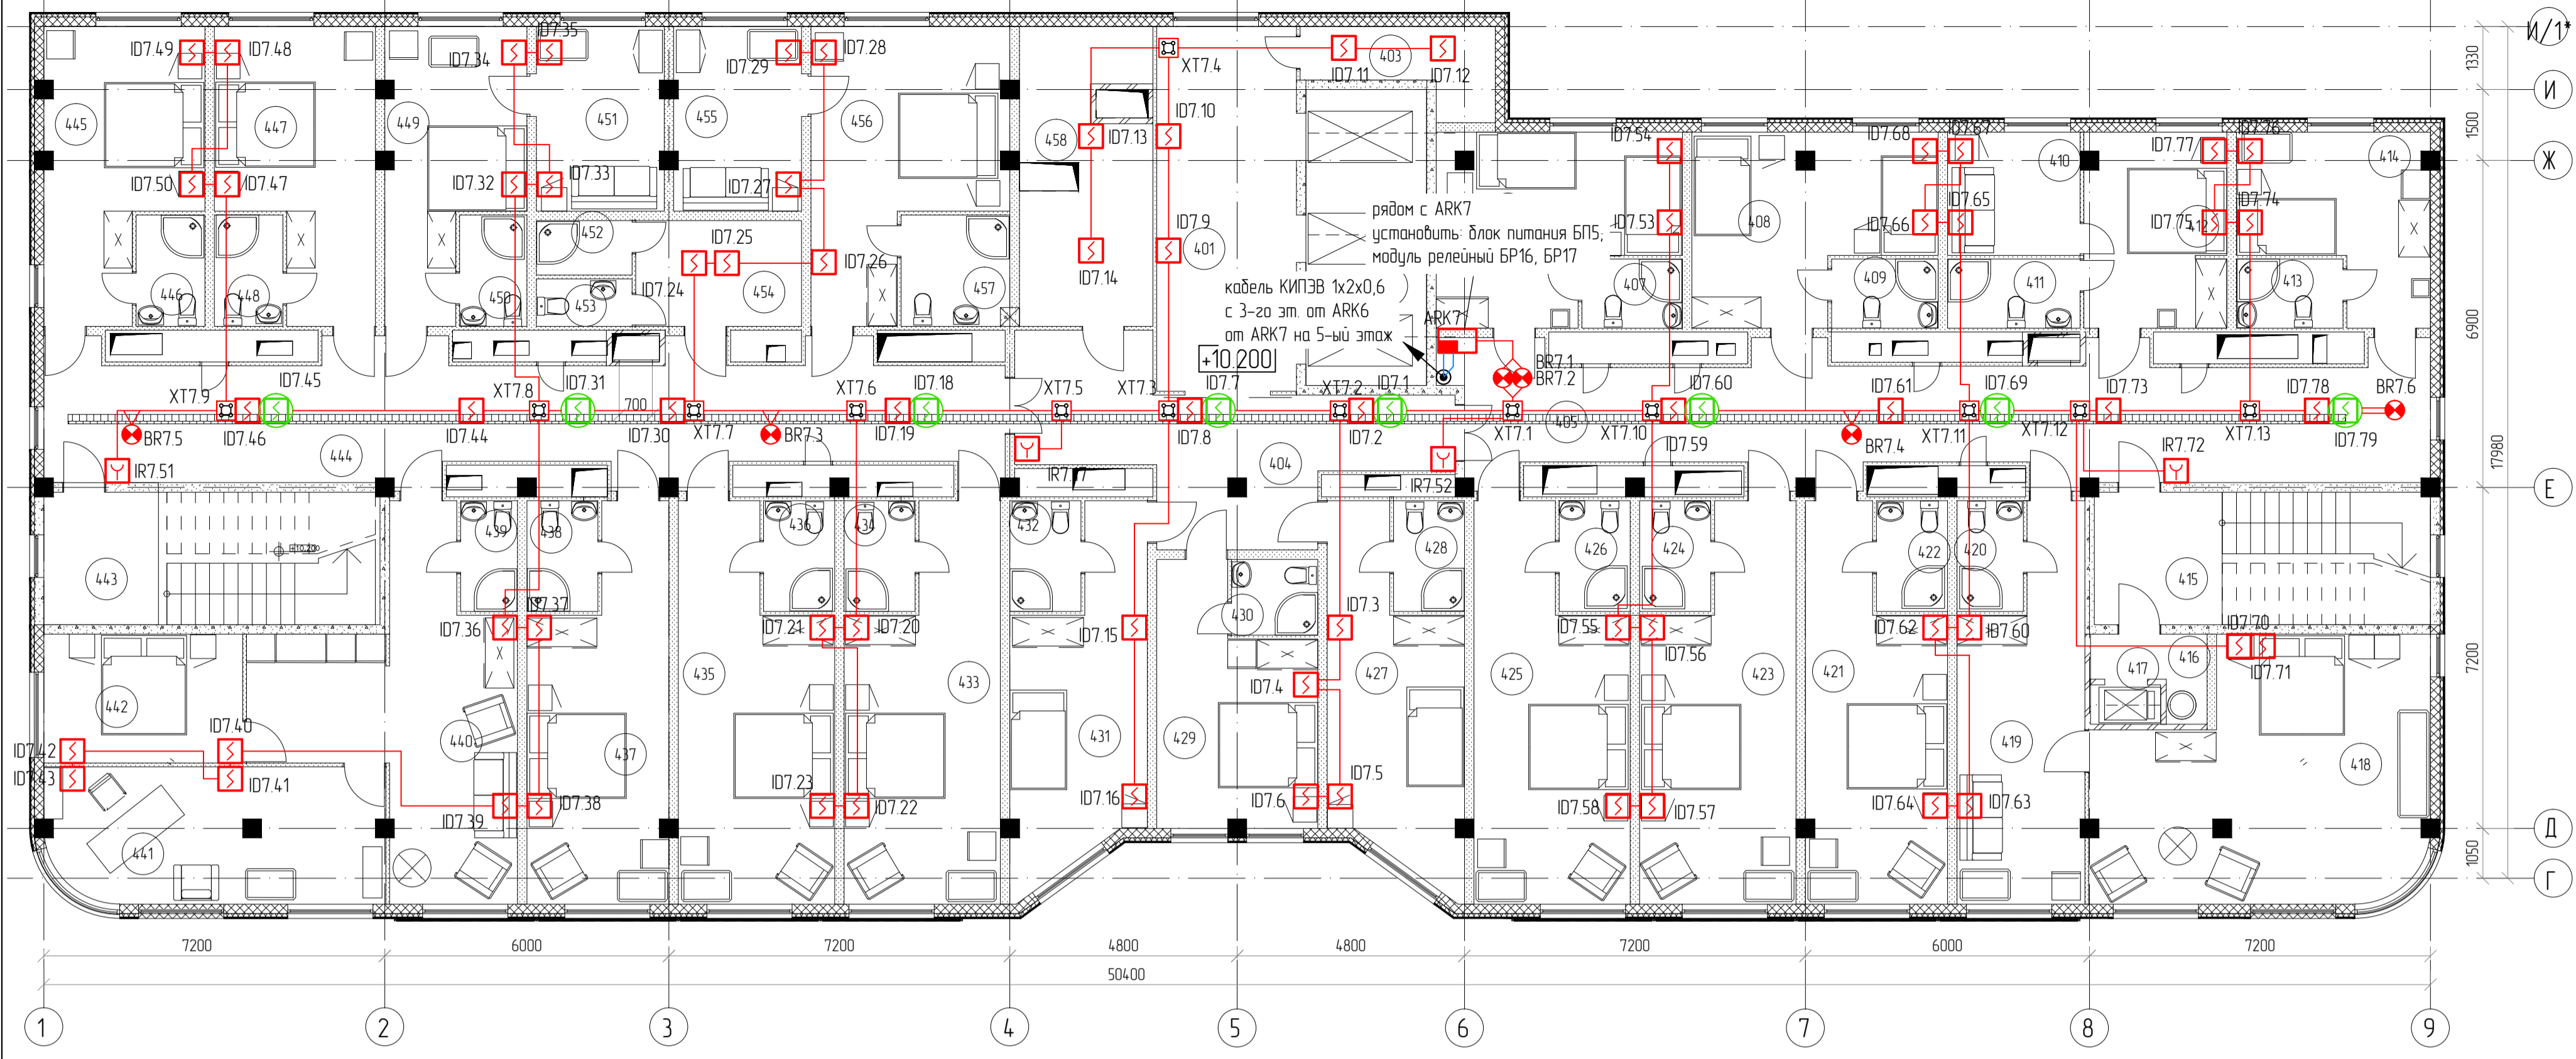 И/1*
ID7.49
ID7.48
ID7.34
ID7.35
ID7.29
ID7.28
XT7.4
ID7.11
403
ID7.12
1330
И
445
447
449
451
455
456
458
ID7.13
ID7.10
ID7.54
ID7.68
ID7.67
410
ID7.77
ID7.76
414
1500
Ж
ID7.50
ID7.47
ID7.32
ID7.33
ID7.27
рядом с ARK7
установить: блок питания БП5;
модуль релейный БР16, БР17
ID7.53
408
ID7.66
ID7.65
ID7.75
412
ID7.74
452
ID7.25
ID7.26
ID7.14
ID7.9
401
кабель КИПЭВ 1х2х0,6
с 3-го эт. от ARK6
от ARK7 на 5-ый этаж
+10.200
446
448
450
453
ID7.24
454
457
407
409
411
413
ARK7
6900
BR7.1
BR7.2
XT7.9
ID7.45
XT7.8
ID7.31
700
XT7.6
ID7.18
XT7.5
XT7.3
ID7.7
XT7.2
ID7.1
ID7.60
ID7.61
ID7.69
ID7.73
ID7.78
BR7.6
BR7.5
ID7.46
ID7.44
ID7.30
XT7.7
BR7.3
ID7.19
ID7.8
ID7.2
XT7.1
405
XT7.10
ID7.59
BR7.4
XT7.11
XT7.12
XT7.13
ID7.79
17980
IR7.51
444
IR7.17
404
IR7.52
IR7.72
Е
439
438
436
434
432
428
426
424
422
420
+10.200
443
430
415
ID7.36
ID7.37
ID7.21
ID7.20
ID7.15
ID7.3
ID7.55
ID7.56
ID7.62
ID7.60
ID7.70
ID7.71
7200
442
435
433
ID7.4
427
425
423
421
417
416
ID7.42
ID7.40
440
437
431
429
419
418
ID7.43
ID7.41
ID7.39
ID7.38
ID7.23
ID7.22
ID7.16
ID7.6
ID7.5
ID7.58
ID7.57
ID7.64
ID7.63
441
Д
1050
Г
7200
6000
7200
4800
4800
7200
6000
7200
50400
1
2
3
4
5
6
7
8
9